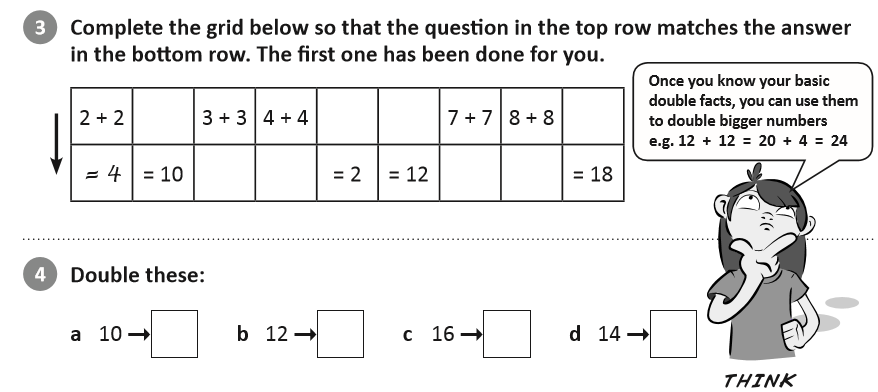 3 Complete the grid below so that the question in the top row matches the answer
in the bottom row. The first one has been done for you.
2 + 2 3 + 3 4 + 4 7 + 7 8 + 8
= 4 = 10 = 2 = 12 = 18
Once you know your basic
double facts, you can use them
to double bigger numbers
e.g. 12 + 12 = 20 + 4 = 24
4 Double these:
a 10 → b 12 → c 16 → d 14 →
THINK